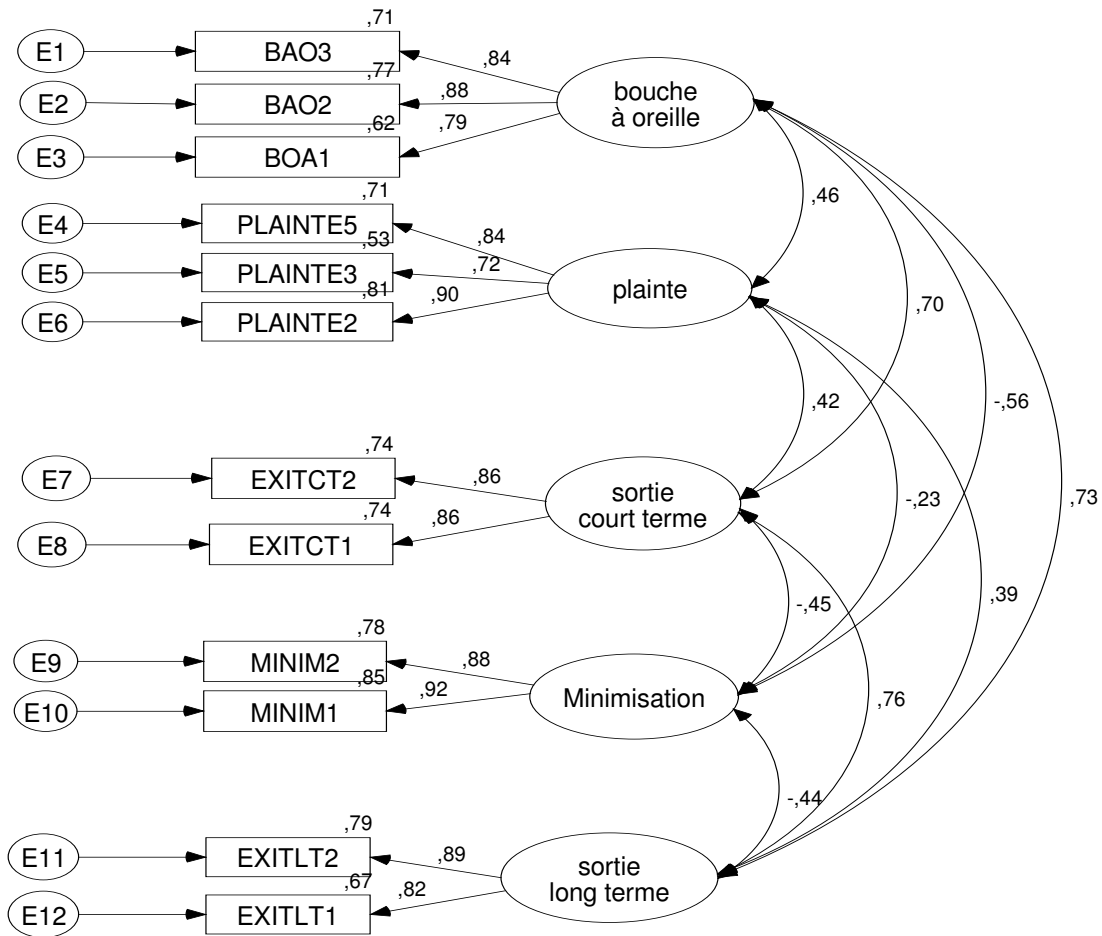 ,71
E1
BAO3
,84
,77
E2
BAO2
,88
bouche
à oreille
,62
,79
E3
BOA1
,71
,46
E4
PLAINTE5
,84
,53
E5
PLAINTE3
,72
plainte
,81
E6
PLAINTE2
,90
,70
,42
-,56
,74
E7
EXITCT2
,86
sortie
court terme
-,23
,73
,74
E8
EXITCT1
,86
-,45
,39
,78
E9
MINIM2
,88
Minimisation
,85
E10
MINIM1
,92
,76
-,44
,79
E11
EXITLT2
,89
sortie
long terme
,67
E12
EXITLT1
,82